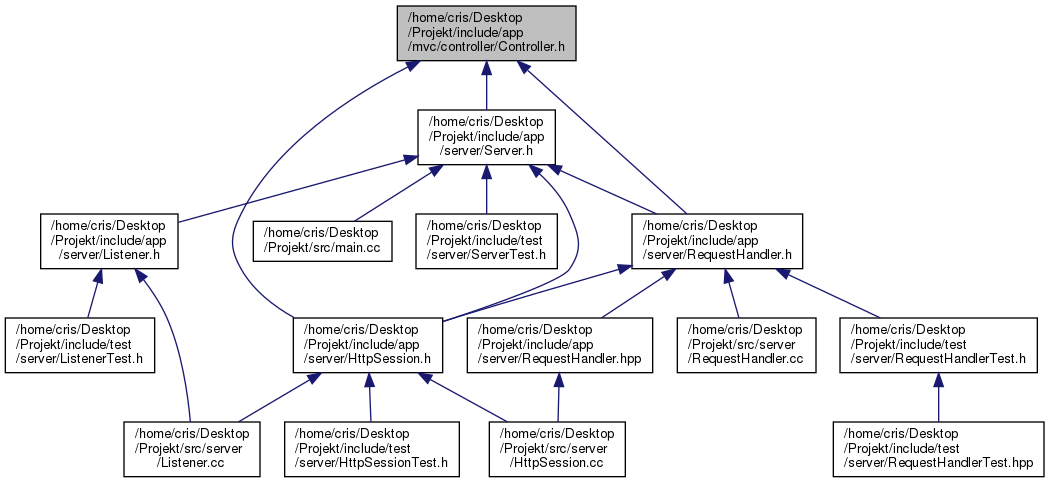 /home/cris/Desktop
/Projekt/include/app
/mvc/controller/Controller.h
/home/cris/Desktop
/Projekt/include/app
/server/Server.h
/home/cris/Desktop
/Projekt/include/app
/server/Listener.h
/home/cris/Desktop
/Projekt/src/main.cc
/home/cris/Desktop
/Projekt/include/test
/server/ServerTest.h
/home/cris/Desktop
/Projekt/include/app
/server/RequestHandler.h
/home/cris/Desktop
/Projekt/include/test
/server/ListenerTest.h
/home/cris/Desktop
/Projekt/include/app
/server/HttpSession.h
/home/cris/Desktop
/Projekt/include/app
/server/RequestHandler.hpp
/home/cris/Desktop
/Projekt/src/server
/RequestHandler.cc
/home/cris/Desktop
/Projekt/include/test
/server/RequestHandlerTest.h
/home/cris/Desktop
/Projekt/src/server
/Listener.cc
/home/cris/Desktop
/Projekt/include/test
/server/HttpSessionTest.h
/home/cris/Desktop
/Projekt/src/server
/HttpSession.cc
/home/cris/Desktop
/Projekt/include/test
/server/RequestHandlerTest.hpp